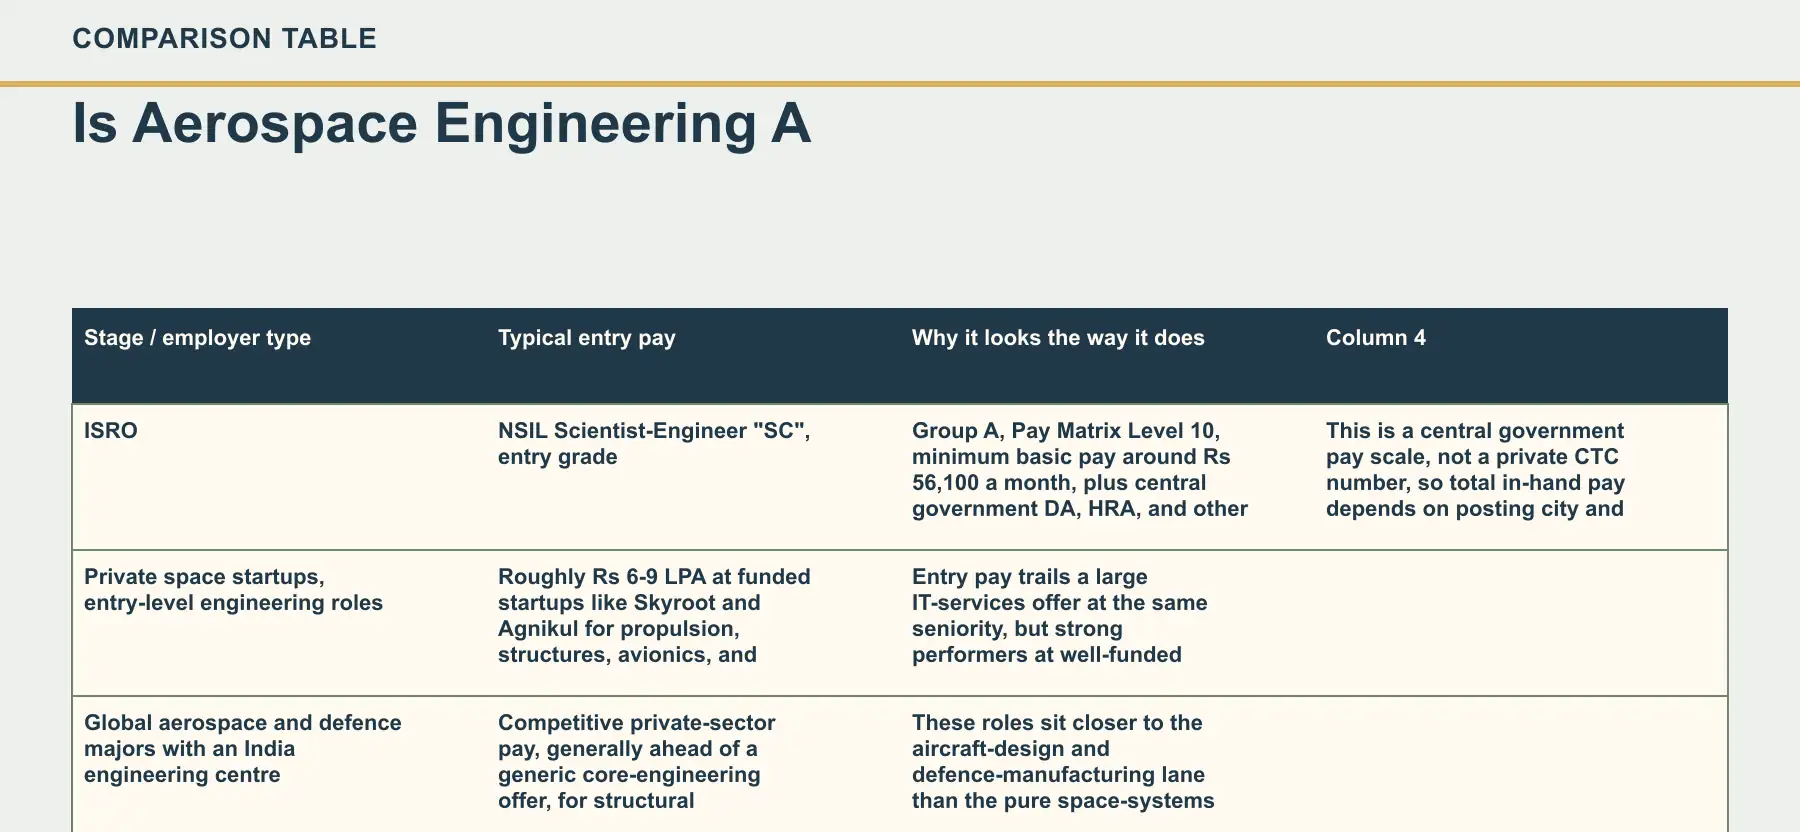 COMPARISON TABLE
Is Aerospace Engineering A
Stage / employer type
Typical entry pay
Why it looks the way it does
Column 4
ISRO
NSIL Scientist-Engineer "SC",
entry grade
Group A, Pay Matrix Level 10,
minimum basic pay around Rs
56,100 a month, plus central
government DA, HRA, and other
This is a central government
pay scale, not a private CTC
number, so total in-hand pay
depends on posting city and
Private space startups,
entry-level engineering roles
Roughly Rs 6-9 LPA at funded
startups like Skyroot and
Agnikul for propulsion,
structures, avionics, and
Entry pay trails a large
IT-services offer at the same
seniority, but strong
performers at well-funded
Global aerospace and defence
majors with an India
engineering centre
Competitive private-sector
pay, generally ahead of a
generic core-engineering
offer, for structural
These roles sit closer to the
aircraft-design and
defence-manufacturing lane
than the pure space-systems